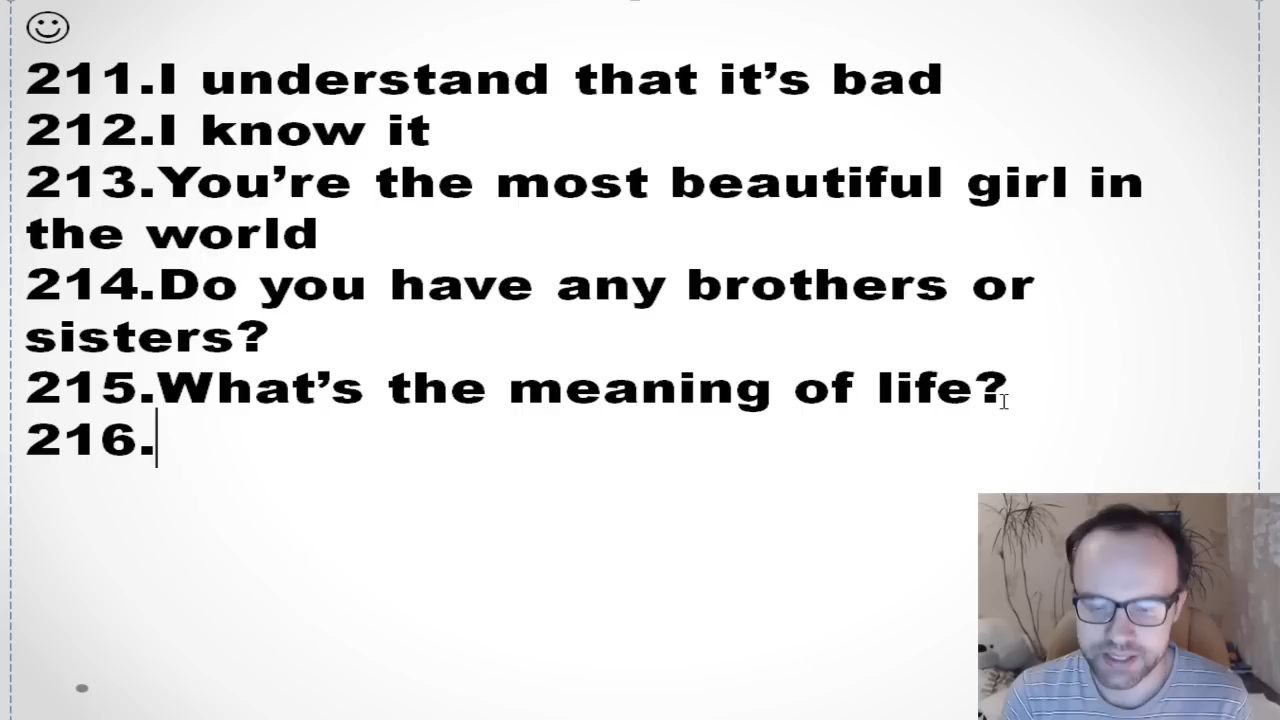 211.I understand that it’s bad
212.I know it
213.You’re the most beautiful girl in
the world
214.Do you have any brothers or
sisters?
215.What’s the meaning of life?
216.